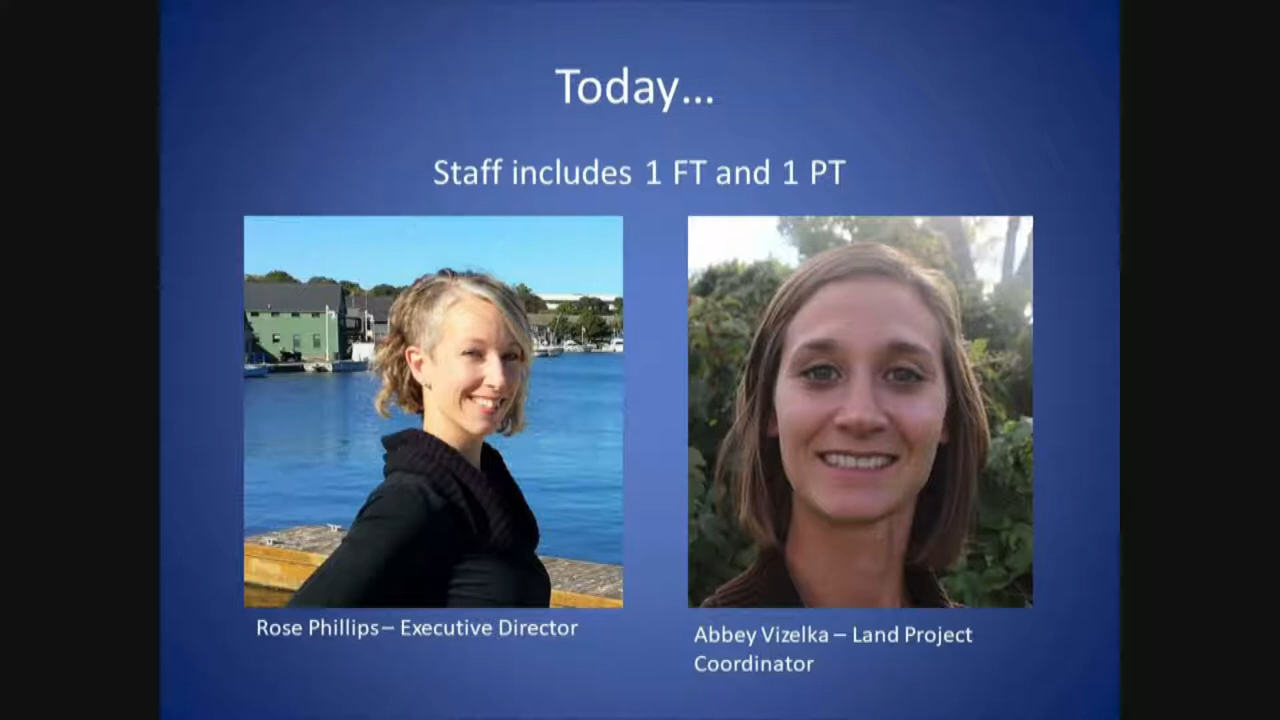 Today...
Staff includes 1 FT and 1 PT
Rose Phillips – Executive Director
Abbey Vizelka – Land Project
Coordinator